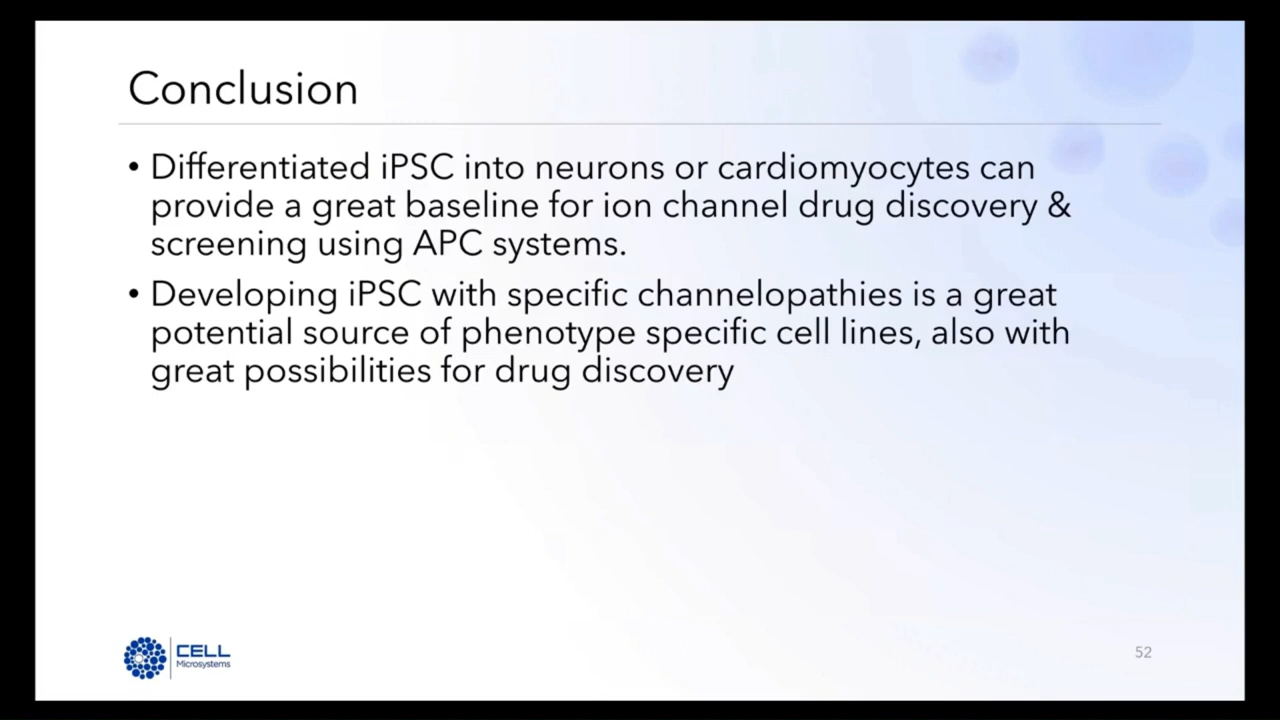 Conclusion
• Differentiated iPSC into neurons or cardiomyocytes can
provide a great baseline for ion channel drug discovery &
screening using APC systems.
• Developing iPSC with specific channelopathies is a great
potential source of phenotype specific cell lines, also with
great possibilities for drug discovery
CELL
Microsystems
52